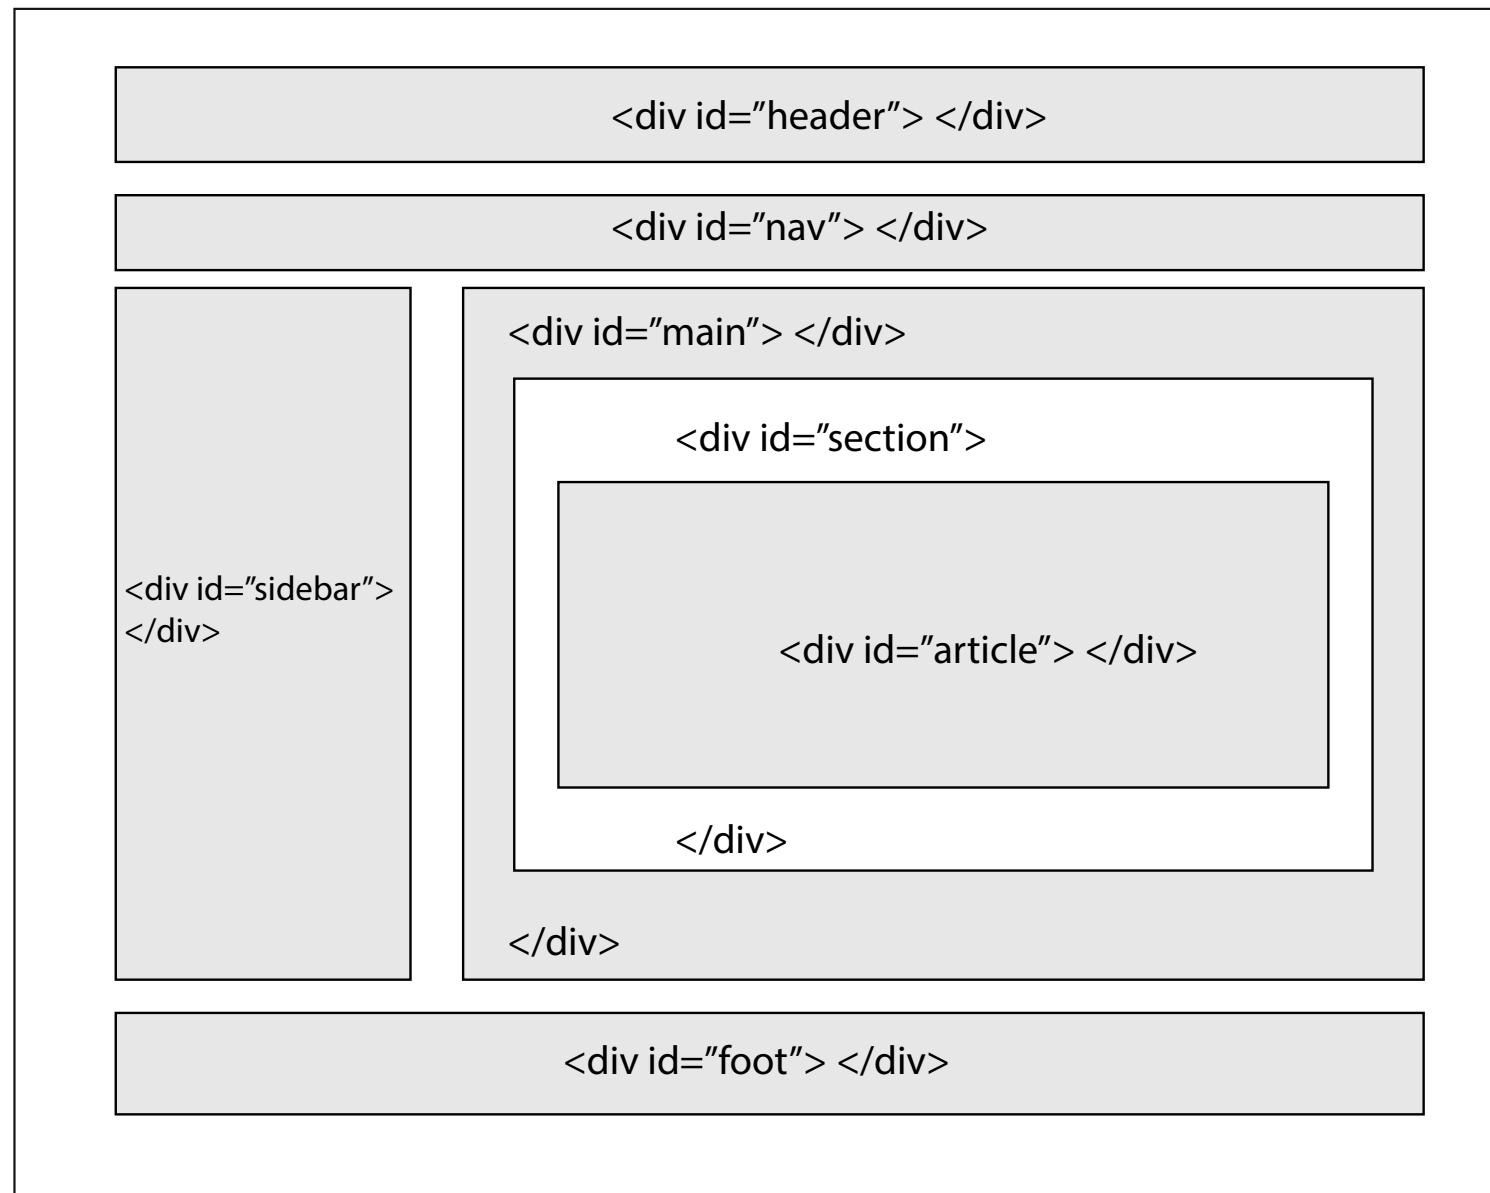 <div id=”header”> </div>
<div id=”nav”> </div>
<div id=”sidebar”>
</div>
<div id=”main”> </div>
<div id=”section”>
<div id=”article”> </div>
</div>
</div>
<div id=”foot”> </div>